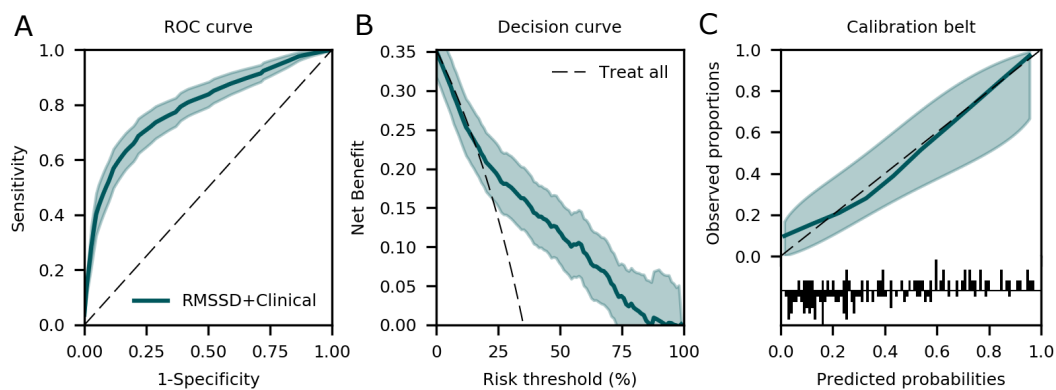 A
ROC curve
1.0
0.8
0.6
0.4
0.2
0.0
Sensitivity
RMSSD+Clinical
0.00
0.25
0.50
0.75
1.00
1-Specificity
B
Decision curve
0.35
0.30
0.25
0.20
0.15
0.10
0.05
0.00
Net Benefit
Treat all
0
25
50
75
100
Risk threshold (%)
C
Calibration belt
1.0
0.8
0.6
0.4
0.2
0.0
Observed proportions
0.0
0.2
0.4
0.6
0.8
1.0
Predicted probabilities